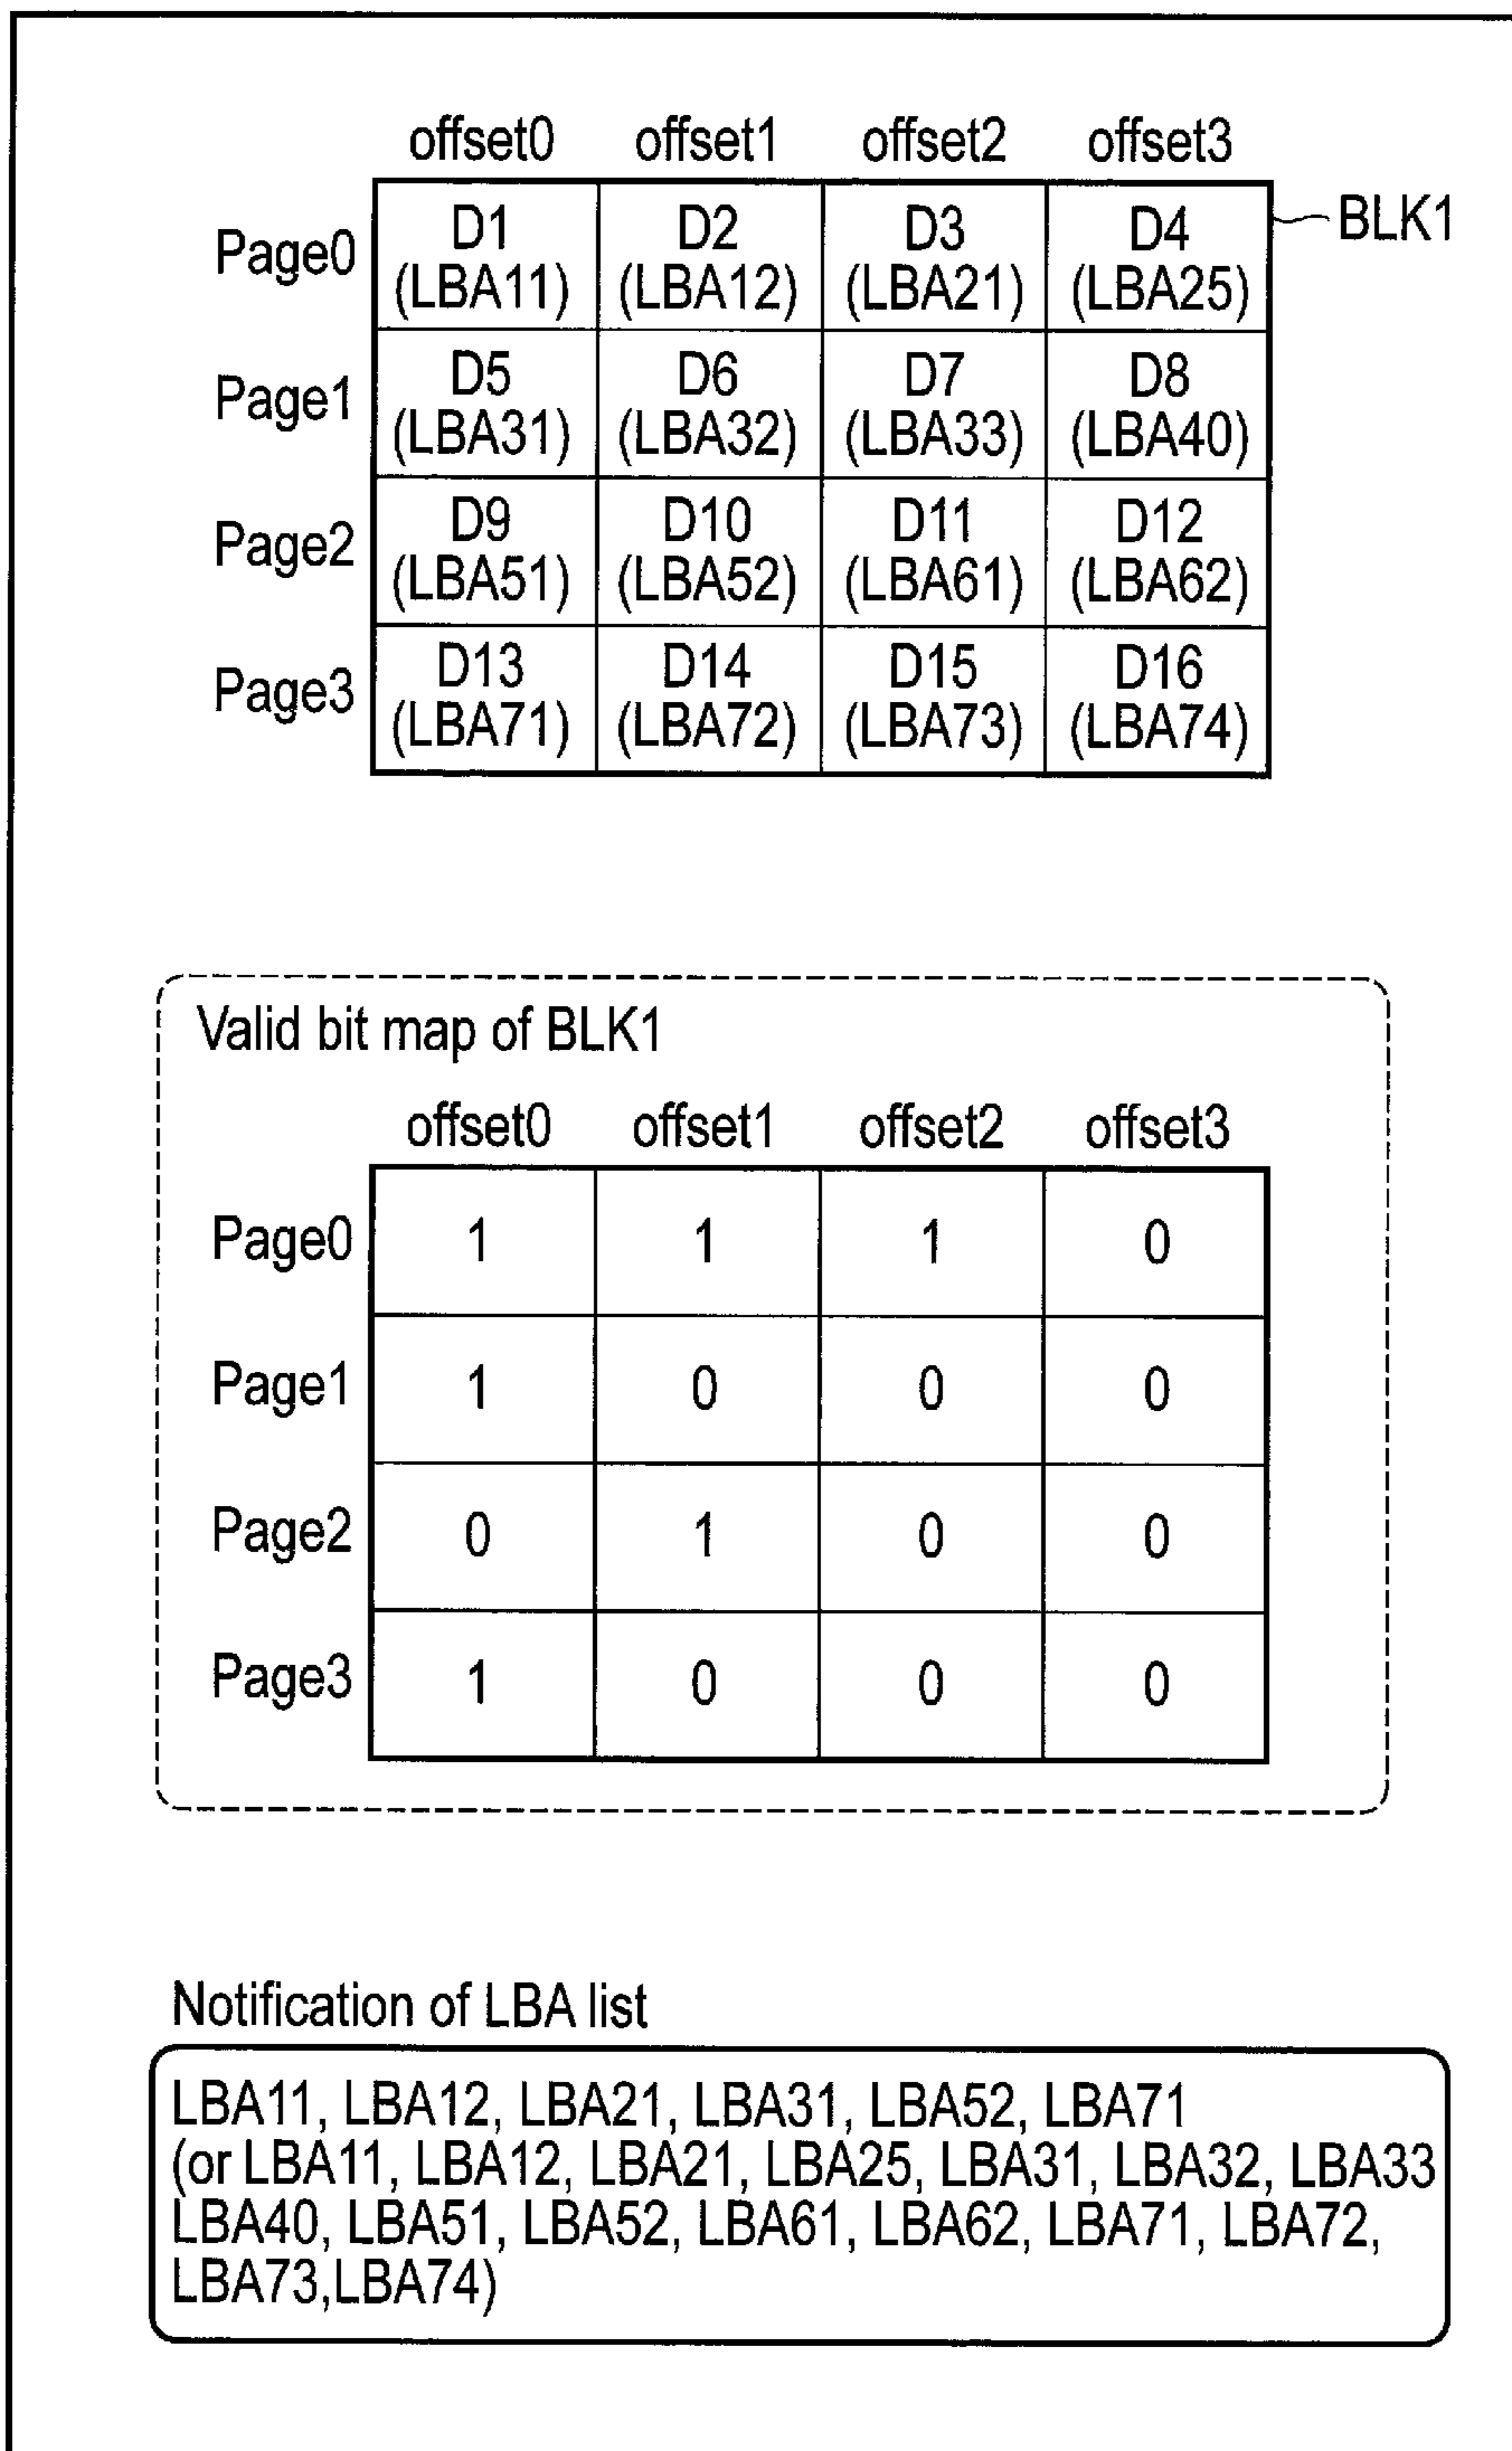 offset0 offset1 offset2 offset3
Page0 D1 D2 D3 D4 BLK1
(LBA11) (LBA12) (LBA21) (LBA25)
Page1 D5 D6 D7 D8
(LBA31) (LBA32) (LBA33) (LBA40)
Page2 D9 D10 D11 D12
(LBA51) (LBA52) (LBA61) (LBA62)
Page3 D13 D14 D15 D16
(LBA71) (LBA72) (LBA73) (LBA74)
Valid bit map of BLK1
offset0 offset1 offset2 offset3
Page0 1 1 1 0
Page1 1 0 0 0
Page2 0 1 0 0
Page3 1 0 0 0
Notification of LBA list
LBA11, LBA12, LBA21, LBA31, LBA52, LBA71
(or LBA11, LBA12, LBA21, LBA25, LBA31, LBA32, LBA33
LBA40, LBA51, LBA52, LBA61, LBA62, LBA71, LBA72,
LBA73,LBA74)